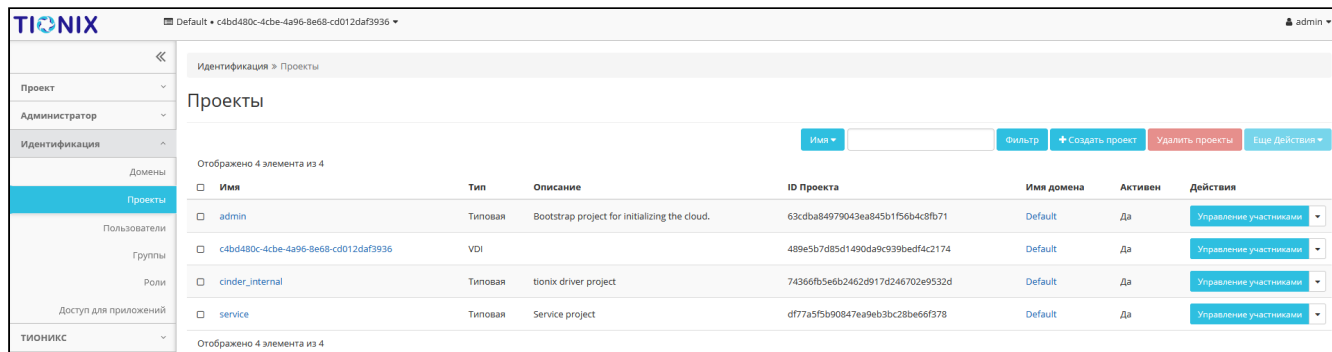 TIONIX
Default • c4bd480c-4cbe-4a96-8e68-cd012daf3936
admin
Идентификация » Проекты
Проект
Администратор
Идентификация
Домены
Проекты
Пользователи
Группы
Роли
Доступ для приложений
ТИОНИКС
Проекты
Имя Фильтр + Создать проект Удалить проекты Еще Действия
Отображено 4 элемента из 4
Имя Тип Описание ID Проекта Имя домена Активен Действия
admin Типовая Bootstrap project for initializing the cloud. 63cdba84979043ea845b1f56b4c8fb71 Default Да Управление участниками
c4bd480c-4cbe-4a96-8e68-cd012daf3936 VDI 489e5b7d85d1490da9c939bedf4c2174 Default Да Управление участниками
cinder_internal Типовая tionix driver project 74366fb5e6b2462d917d246702e9532d Default Да Управление участниками
service Типовая Service project df77a5f5b90847ea9eb3bc28be66f378 Default Да Управление участниками
Отображено 4 элемента из 4